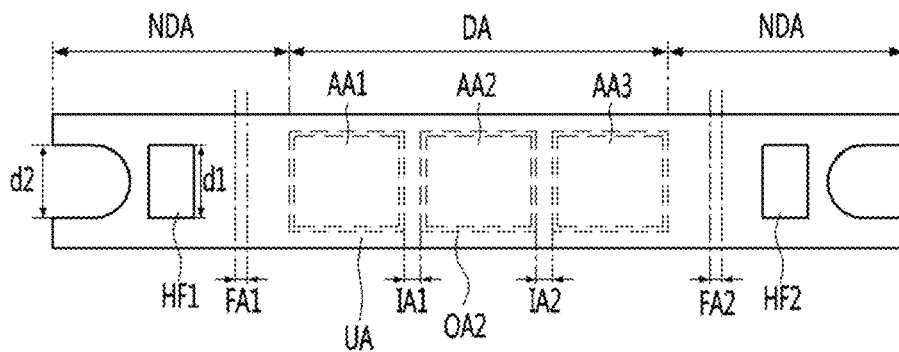 NDA DA NDA
AA1 AA2 AA3
d2 d1
HF1 FA1 IA1 IA2 FA2 HF2
UA OA2